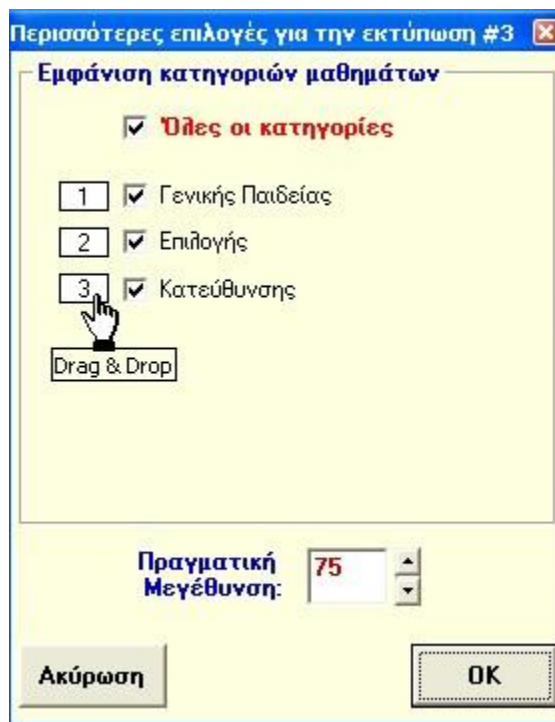 Περισσότερες επιλογές για την εκτύπωση #3
Εμφάνιση κατηγοριών μαθημάτων
Όλες οι κατηγορίες
1 Γενικής Παιδείας
2 Επιλογής
3 Κατεύθυνσης
Drag & Drop
Πραγματική 75
Μεγέθυνση:
Ακύρωση OK